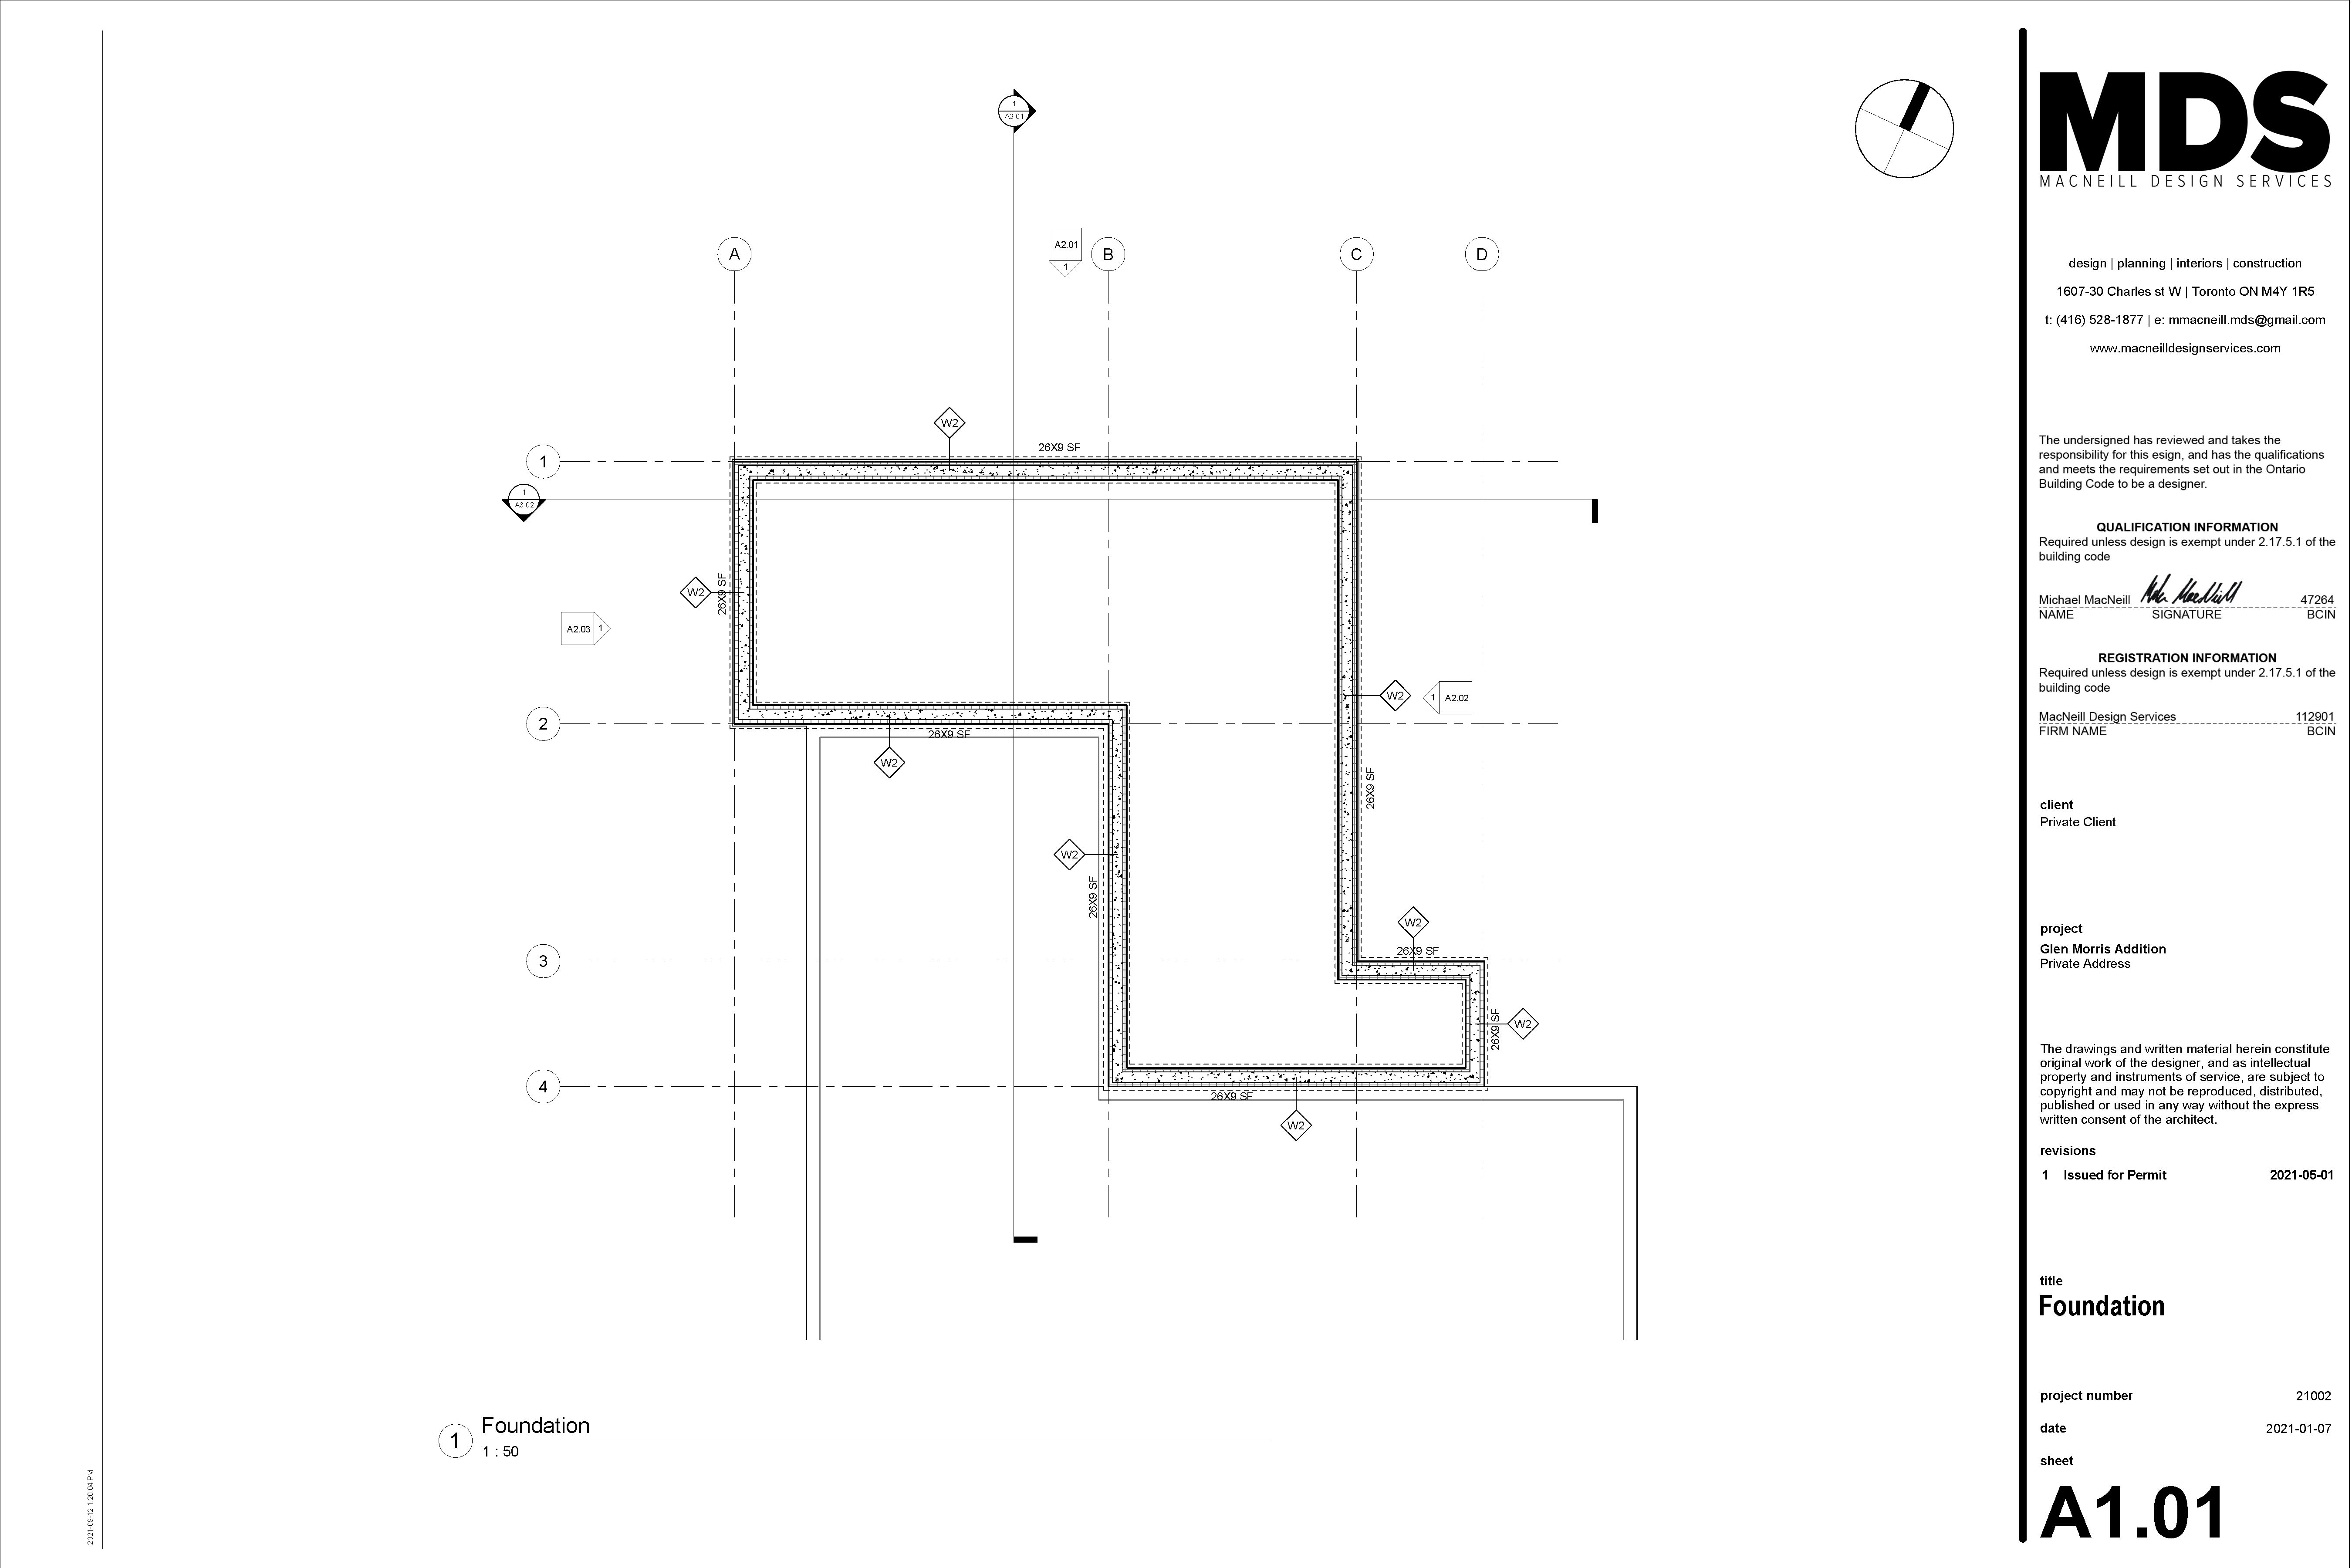 1
A3.01
A2.01
1
A
B
C
D
W2
26X9 SF
1
1
A3.02
W2
26X9 SF
A2.03
1
W2
1
A2.02
2
26X9 SF
W2
26X9 SF
W2
26X9 SF
W2
26X9 SF
3
W2
26X9 SF
4
26X9 SF
W2
1
Foundation
1 : 50
2021-09-12 1:20:04 PM
MDS
MACNEILL DESIGN SERVICES
design | planning | interiors | construction
1607-30 Charles st W | Toronto ON M4Y 1R5
t: (416) 528-1877 | e: mmacneill.mds@gmail.com
www.macneilldesignservices.com
The undersigned has reviewed and takes the
responsibility for this esign, and has the qualifications
and meets the requirements set out in the Ontario
Building Code to be a designer.
QUALIFICATION INFORMATION
Required unless design is exempt under 2.17.5.1 of the
building code
Michael MacNeill Mike MacNeill 47264
NAME SIGNATURE BCIN
REGISTRATION INFORMATION
Required unless design is exempt under 2.17.5.1 of the
building code
MacNeill Design Services 112901
FIRM NAME BCIN
client
Private Client
project
Glen Morris Addition
Private Address
The drawings and written material herein constitute
original work of the designer, and as intellectual
property and instruments of service, are subject to
copyright and may not be reproduced, distributed,
published or used in any way without the express
written consent of the architect.
revisions
1 Issued for Permit 2021-05-01
title
Foundation
project number 21002
date 2021-01-07
sheet
A1.01